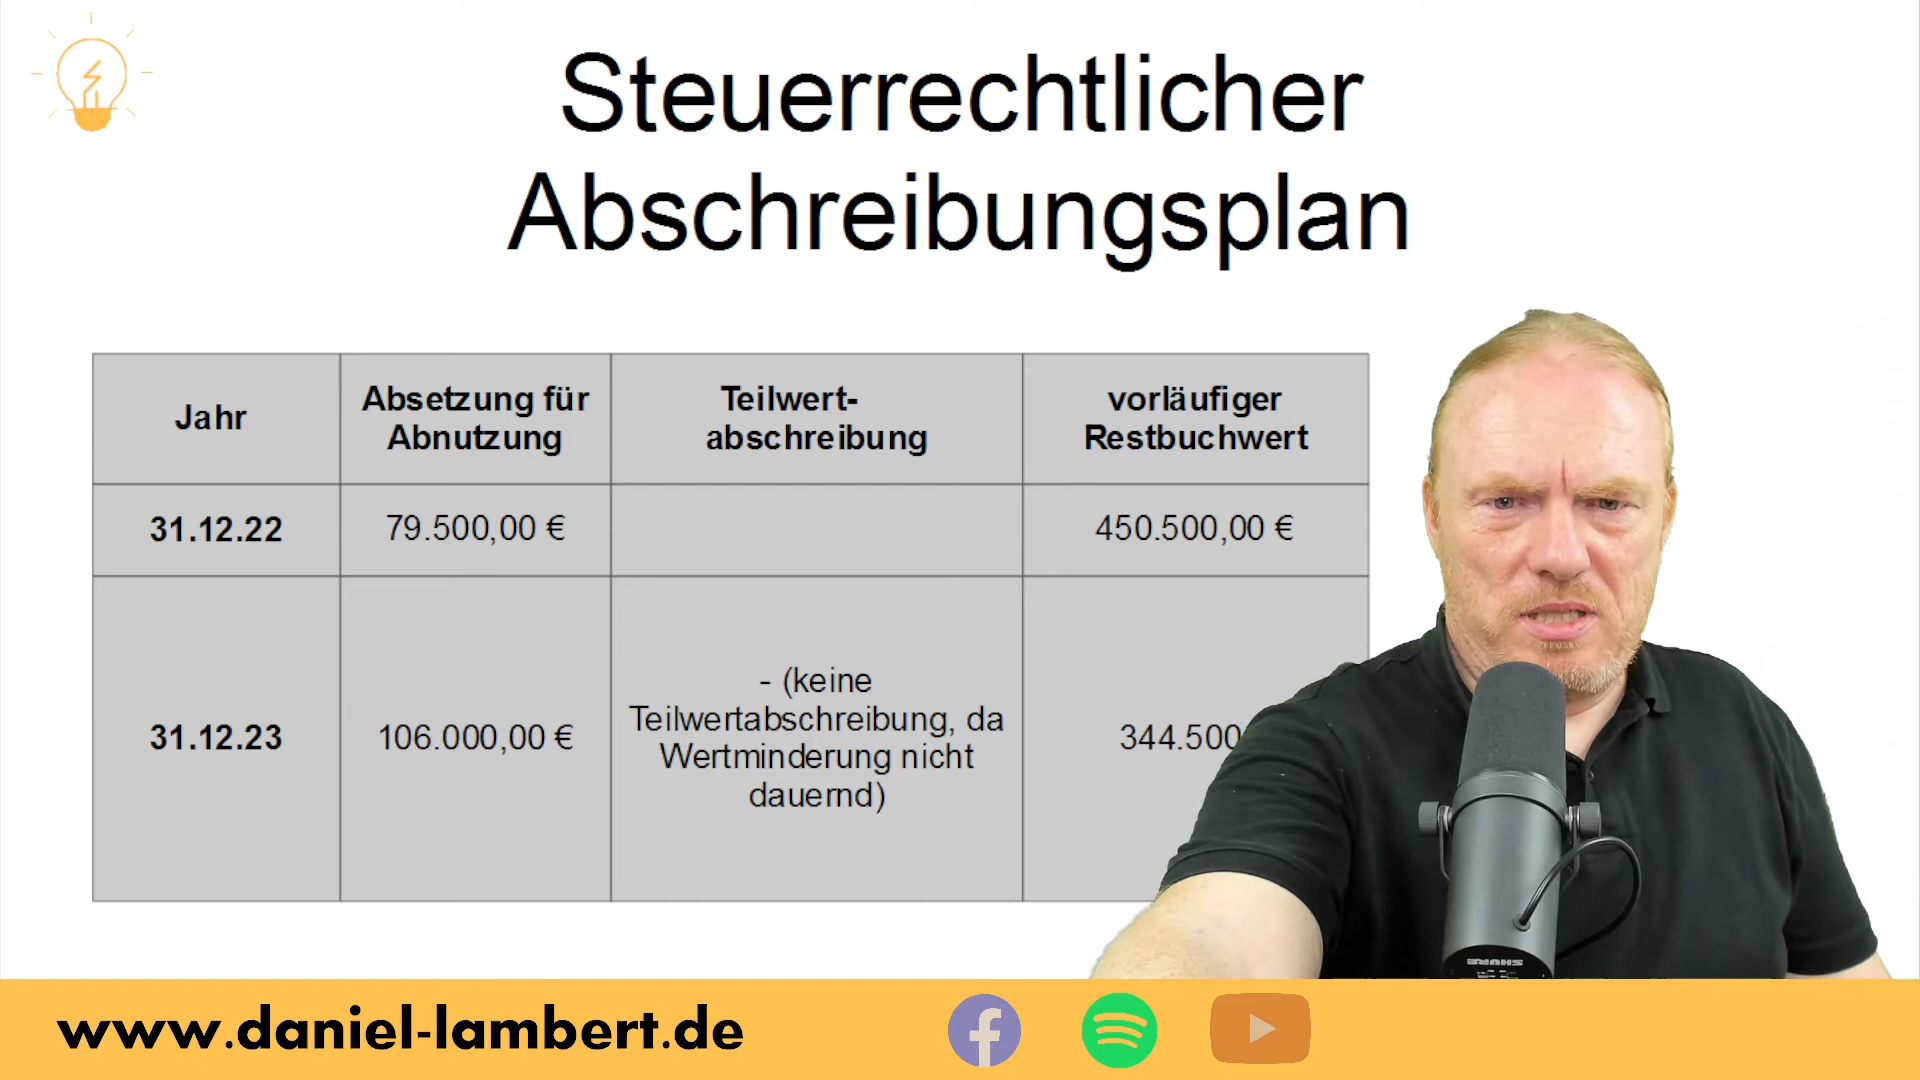 Steuerrechtlicher
Abschreibungsplan
Jahr
Absetzung für
Abnutzung
Teilwert-
abschreibung
vorläufiger
Restbuchwert
31.12.22
79.500,00 €
450.500,00 €
31.12.23
106.000,00 €
- (keine
Teilwertabschreibung, da
Wertminderung nicht
dauernd)
344.500
SHURE
www.daniel-lambert.de